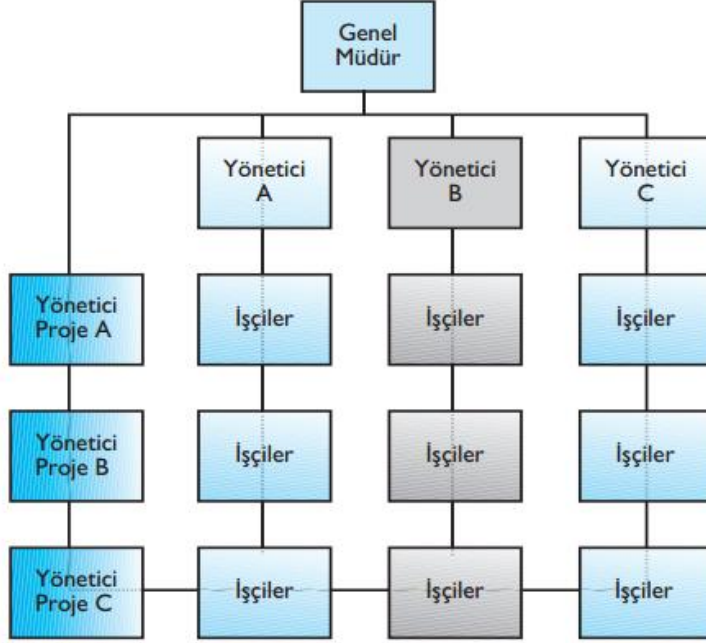 Genel
Müdür
Yönetici
A
Yönetici
B
Yönetici
C
Yönetici
Proje A
İşçiler
İşçiler
İşçiler
Yönetici
Proje B
İşçiler
İşçiler
İşçiler
Yönetici
Proje C
İşçiler
İşçiler
İşçiler